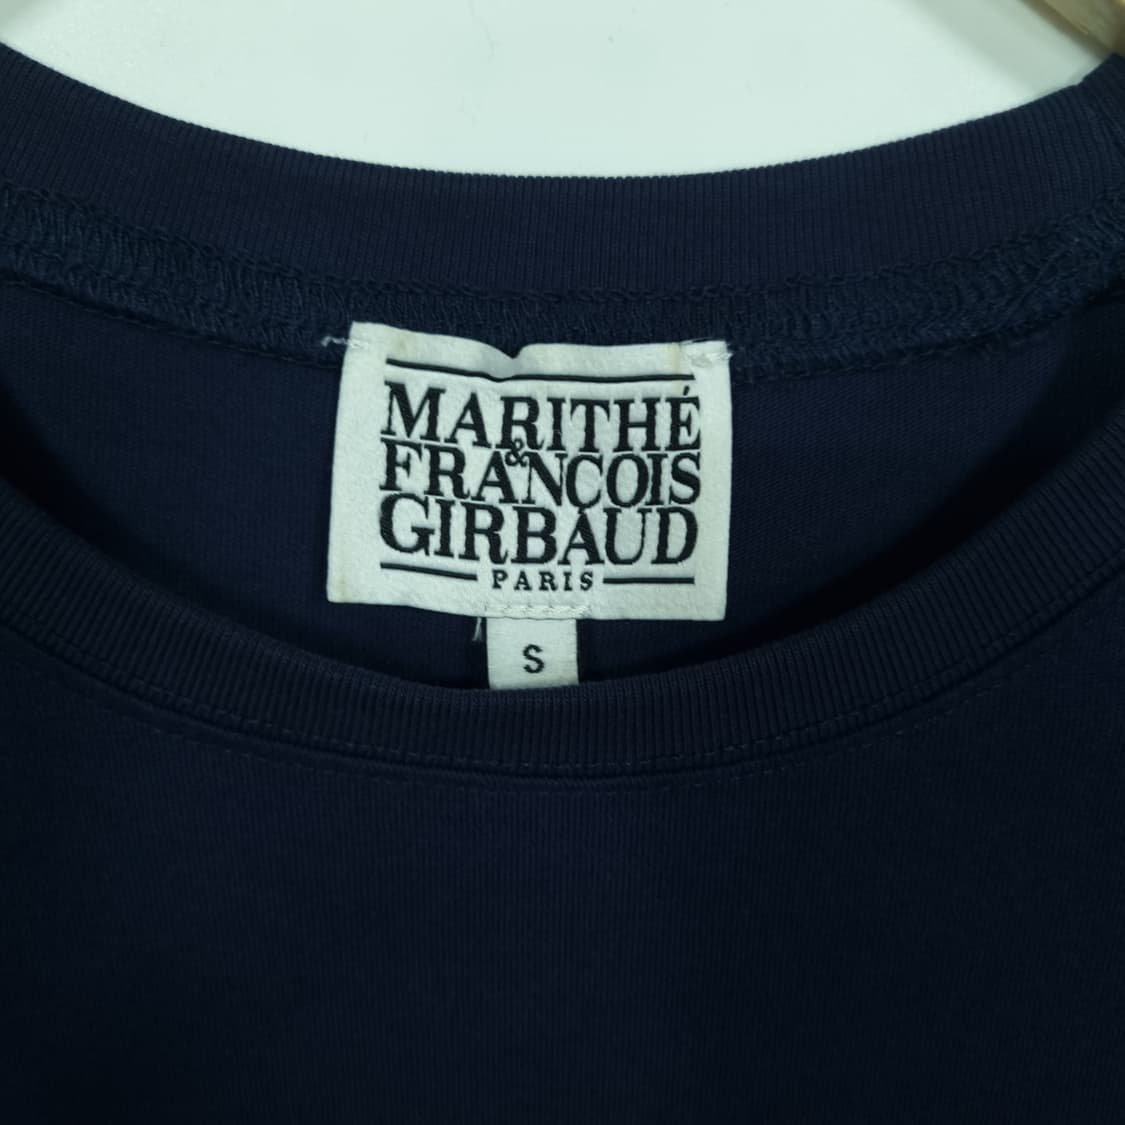 MARITHÉ
&
FRANCOIS
GIRBAUD
PARIS
S